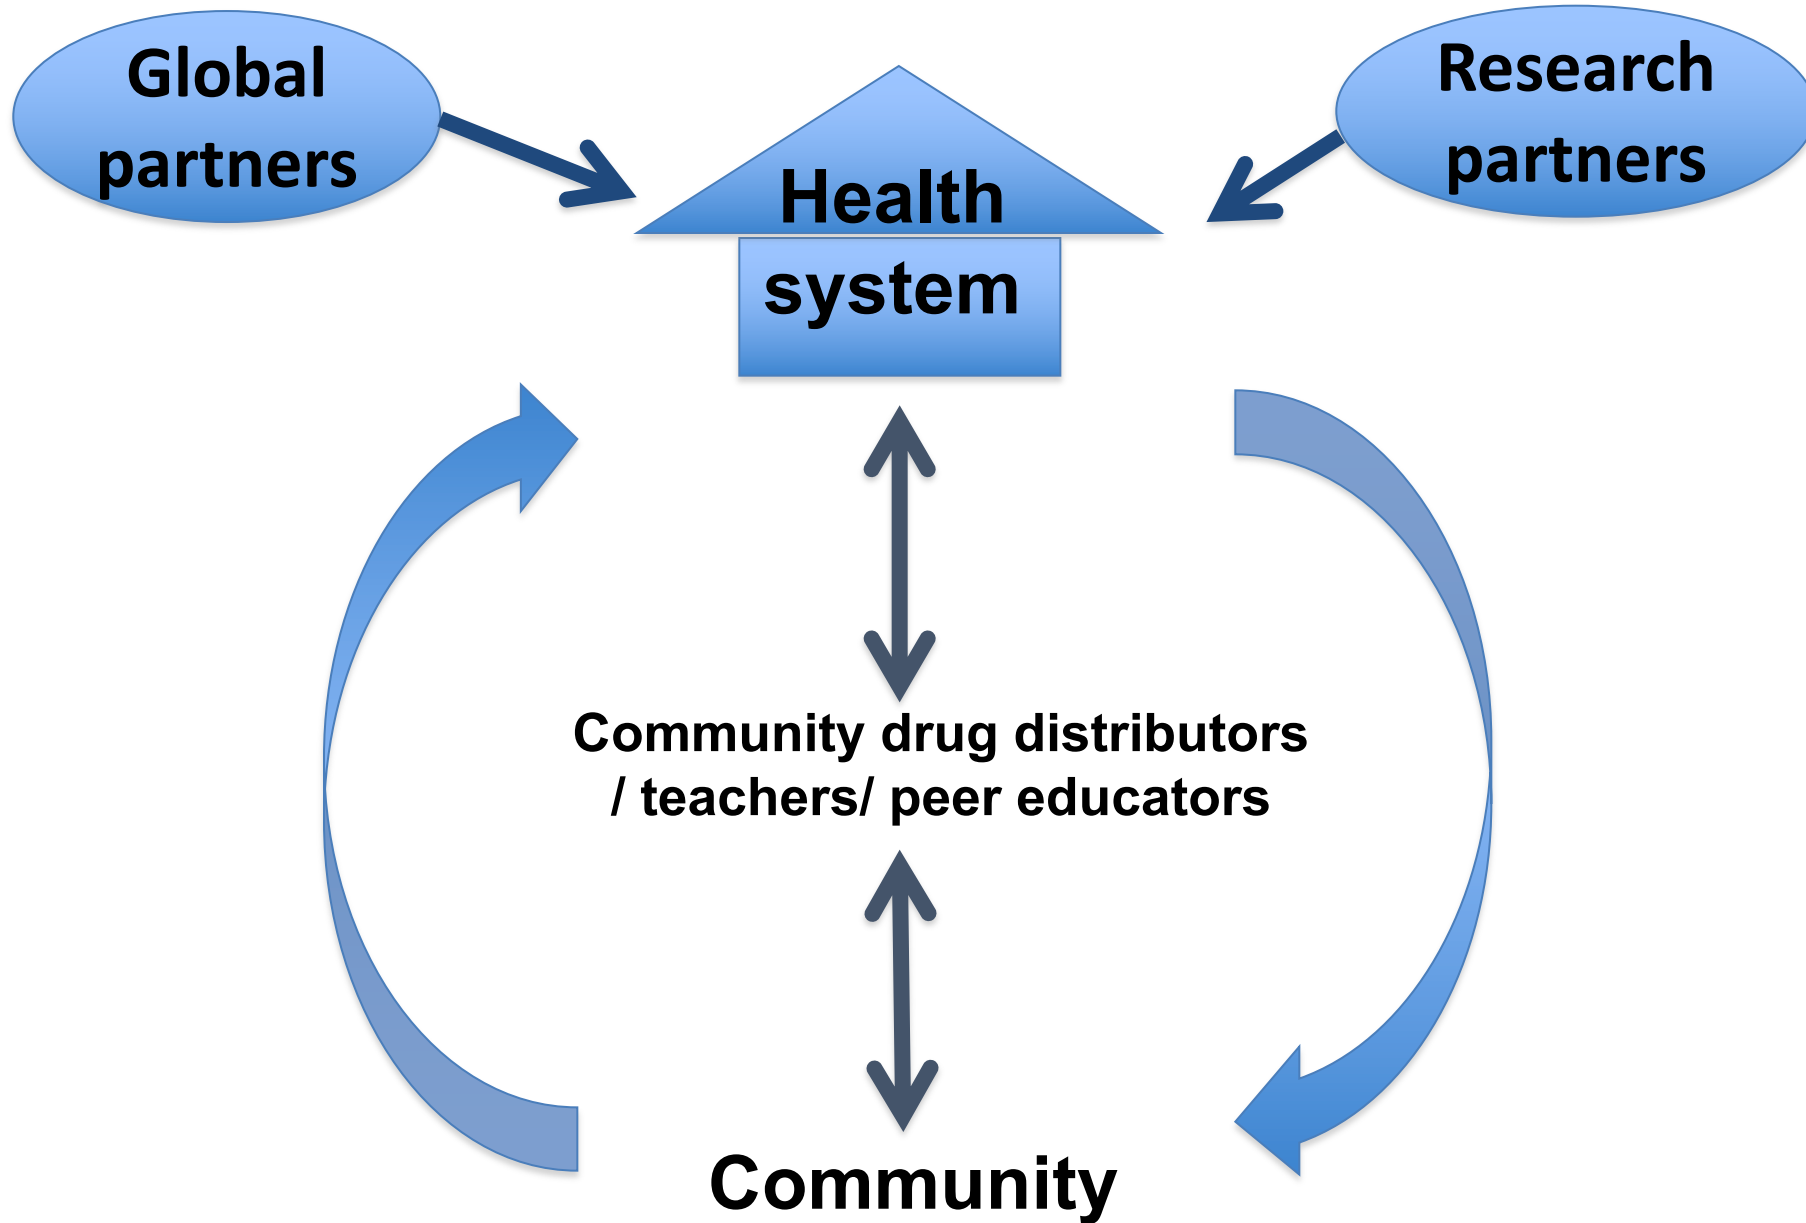 Global
partners
Research
partners
Health
system
Community drug distributors
/ teachers/ peer educators
Community